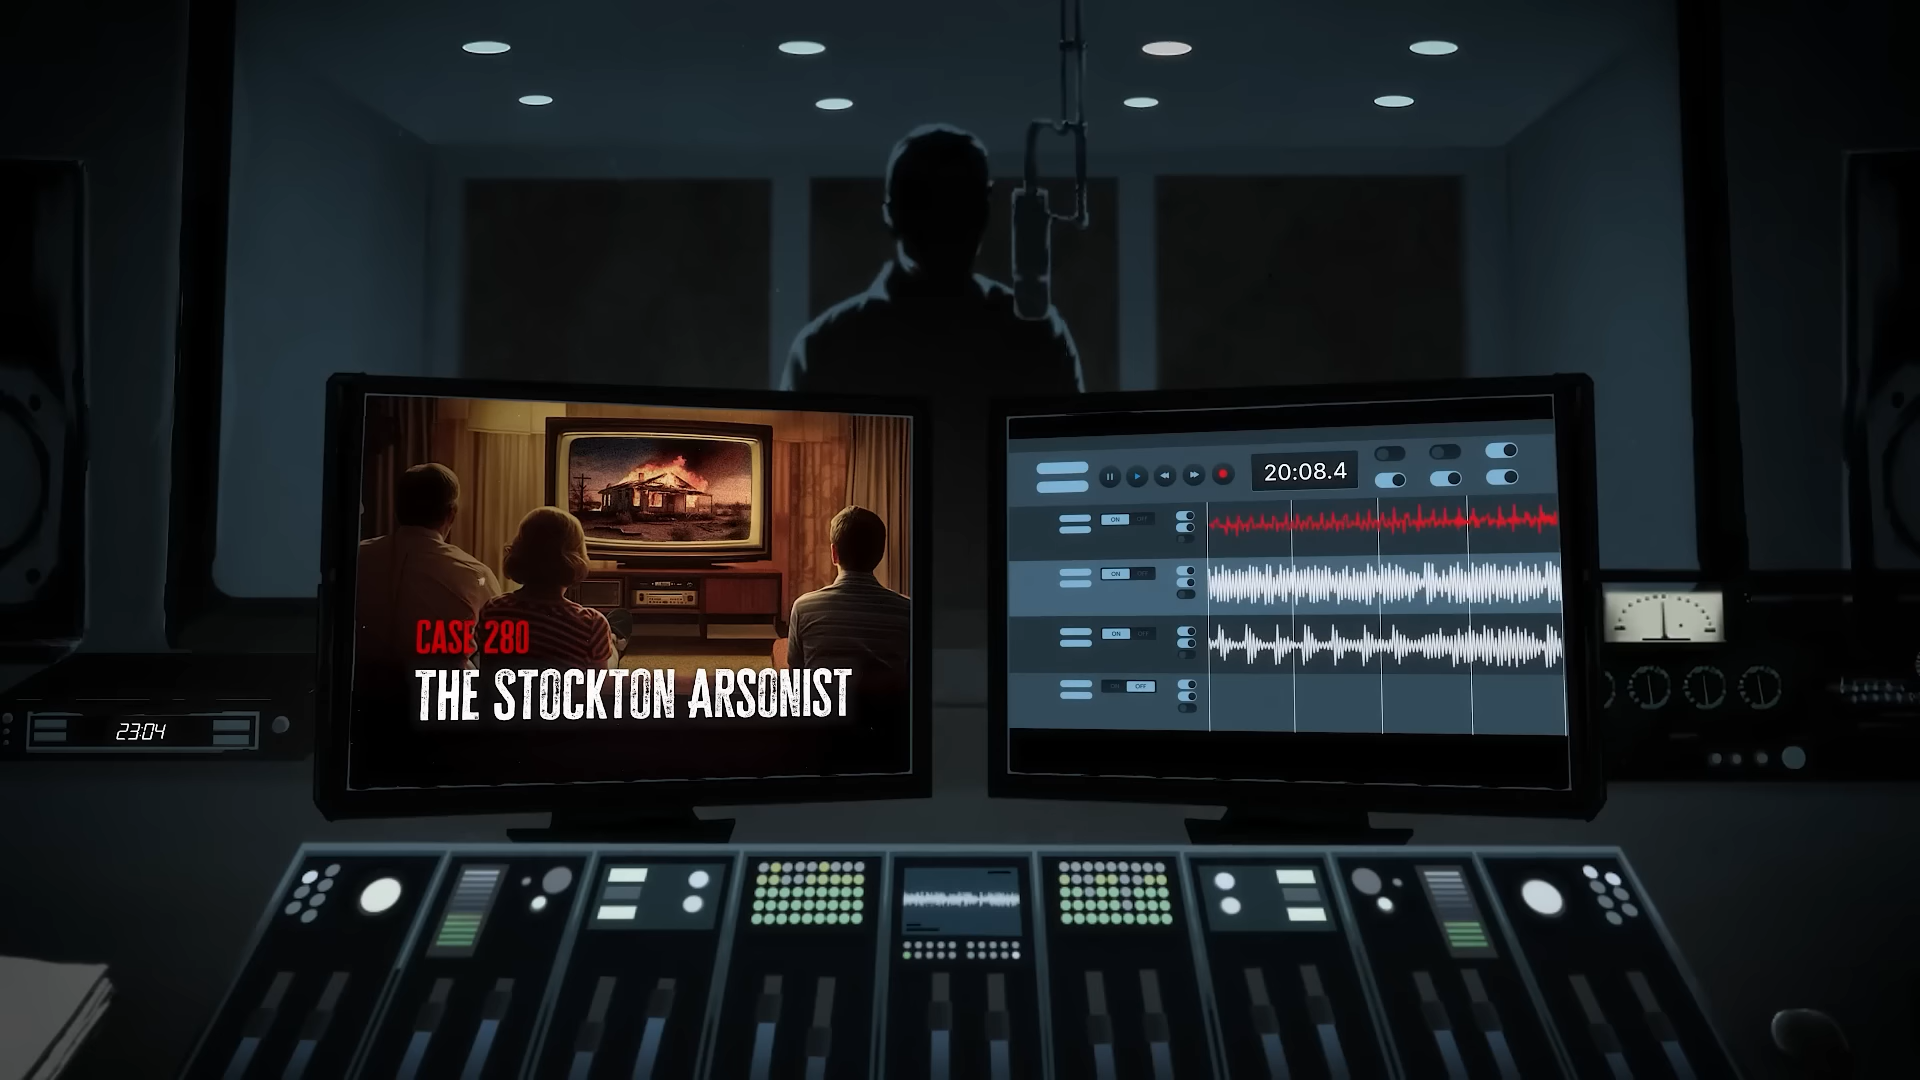 CASE 280
THE STOCKTON ARSONIST
20:08.4
ON OFF
ON OFF
ON OFF
ON OFF
23:04